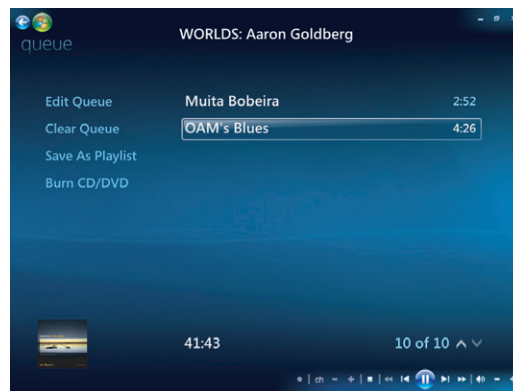 queue
WORLDS: Aaron Goldberg
Edit Queue
Muita Bobeira 2:52
Clear Queue
OAM's Blues 4:26
Save As Playlist
Burn CD/DVD
41:43
10 of 10
ch